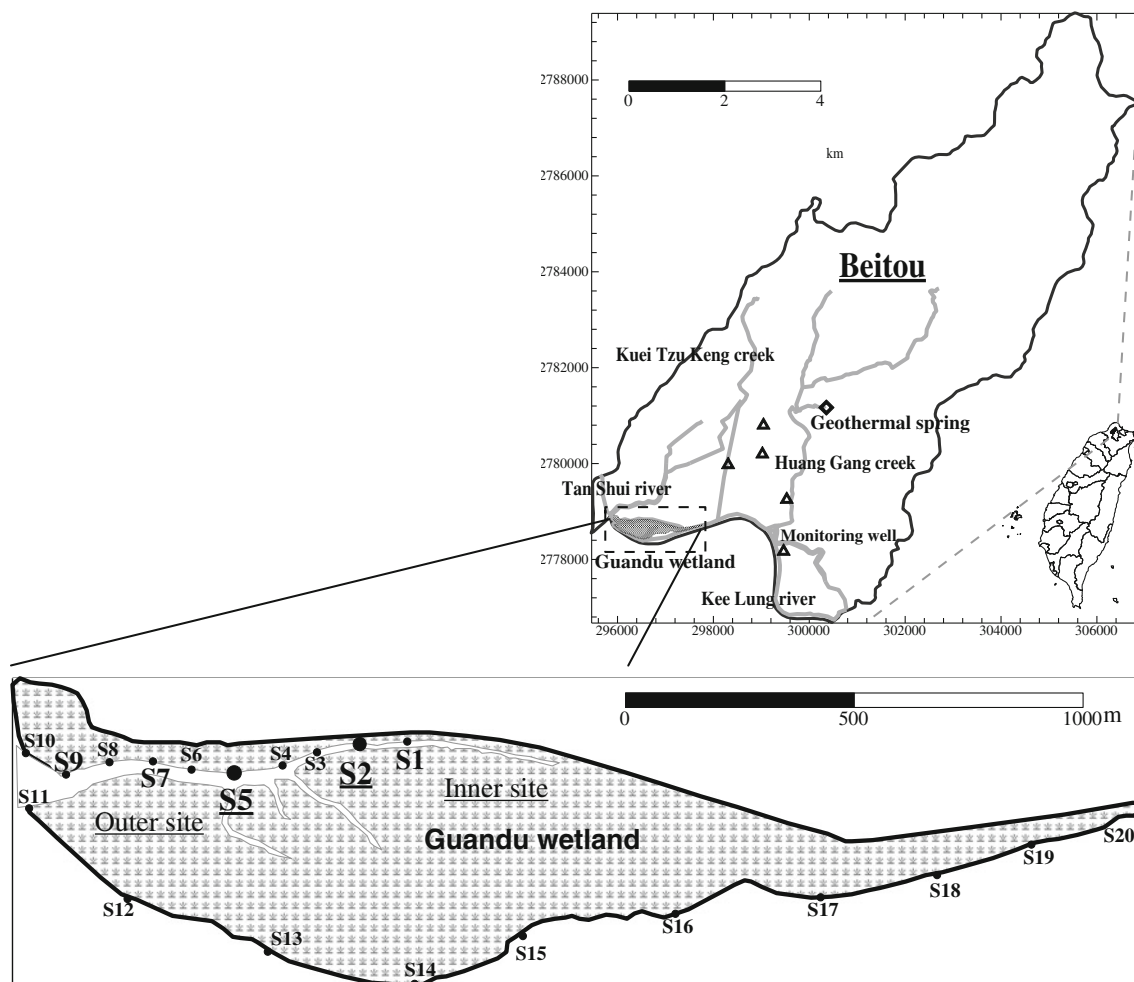 2788000
0 2 4
km
2786000
Beitou
2784000
Kuei Tzu Keng creek
2782000
Geothermal spring
Huang Gang creek
2780000
Tan Shui river
Monitoring well
2778000
Guandu wetland
Kee Lung river
296000 298000 300000 302000 304000 306000
0 500 1000 m
S10 S9 S8 S7 S6 S5 S4 S3 S2 S1
Inner site
S11
Outer site
Guandu wetland
S20
S19
S18
S12
S17
S16
S13
S15
S14